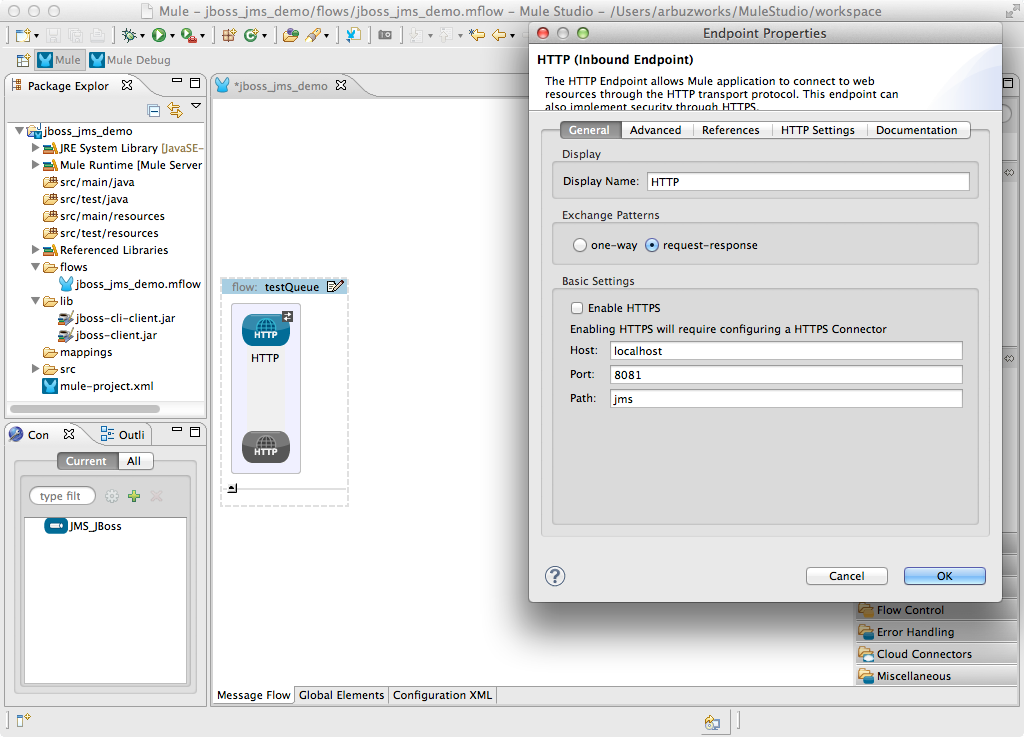 Mule - jboss_jms_demo/flows/jboss_jms_demo.mflow - Mule Studio - /Users/arbuzworks/MuleStudio/workspace
Mule
Mule Debug
Package Explor
jboss_jms_demo
JRE System Library [JavaSE-
Mule Runtime [Mule Server
src/main/java
src/test/java
src/main/resources
src/test/resources
Referenced Libraries
flows
jboss_jms_demo.mflow
lib
jboss-cli-client.jar
jboss-client.jar
mappings
src
mule-project.xml
Con
Outli
Current
All
type filt
JMS_JBoss
*jboss_jms_demo
flow: testQueue
HTTP
HTTP
HTTP
Message Flow
Global Elements
Configuration XML
Endpoint Properties
HTTP (Inbound Endpoint)
The HTTP Endpoint allows Mule application to connect to web
resources through the HTTP transport protocol. This endpoint can
also implement security through HTTPS.
General
Advanced
References
HTTP Settings
Documentation
Display
Display Name: HTTP
Exchange Patterns
one-way
request-response
Basic Settings
Enable HTTPS
Enabling HTTPS will require configuring a HTTPS Connector
Host: localhost
Port: 8081
Path: jms
?
Cancel
OK
Flow Control
Error Handling
Cloud Connectors
Miscellaneous